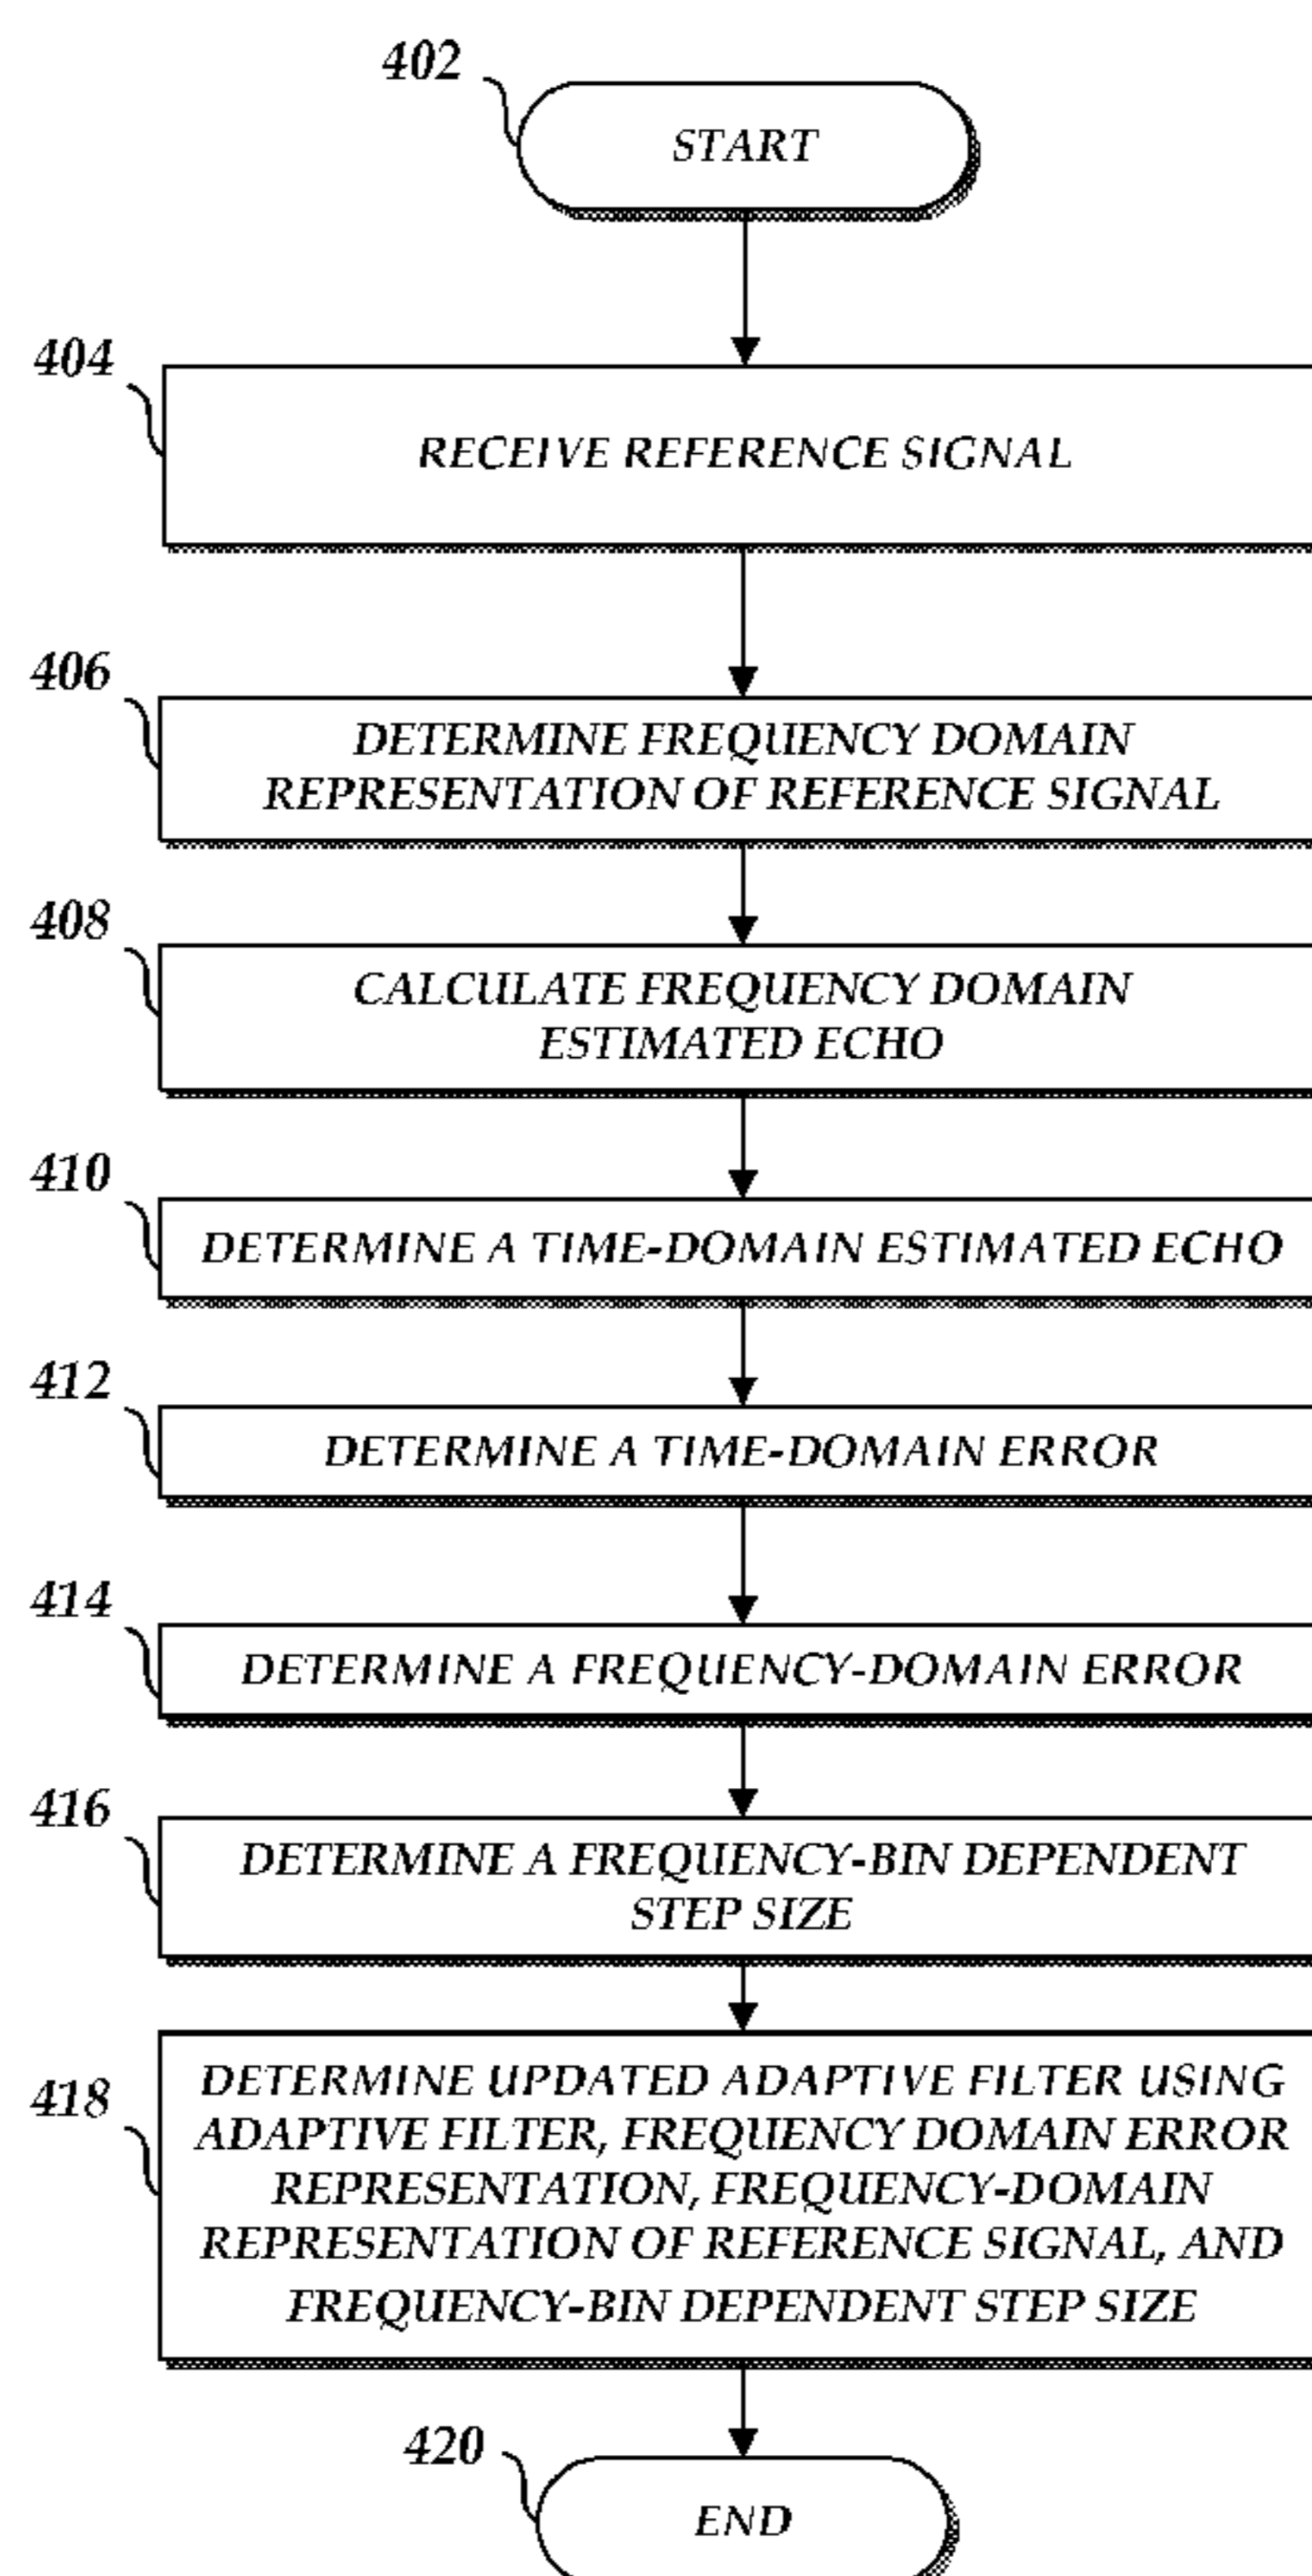 402
START
404
RECEIVE REFERENCE SIGNAL
406
DETERMINE FREQUENCY DOMAIN
REPRESENTATION OF REFERENCE SIGNAL
408
CALCULATE FREQUENCY DOMAIN
ESTIMATED ECHO
410
DETERMINE A TIME-DOMAIN ESTIMATED ECHO
412
DETERMINE A TIME-DOMAIN ERROR
414
DETERMINE A FREQUENCY-DOMAIN ERROR
416
DETERMINE A FREQUENCY-BIN DEPENDENT
STEP SIZE
418
DETERMINE UPDATED ADAPTIVE FILTER USING
ADAPTIVE FILTER, FREQUENCY DOMAIN ERROR
REPRESENTATION, FREQUENCY-DOMAIN
REPRESENTATION OF REFERENCE SIGNAL, AND
FREQUENCY-BIN DEPENDENT STEP SIZE
420
END